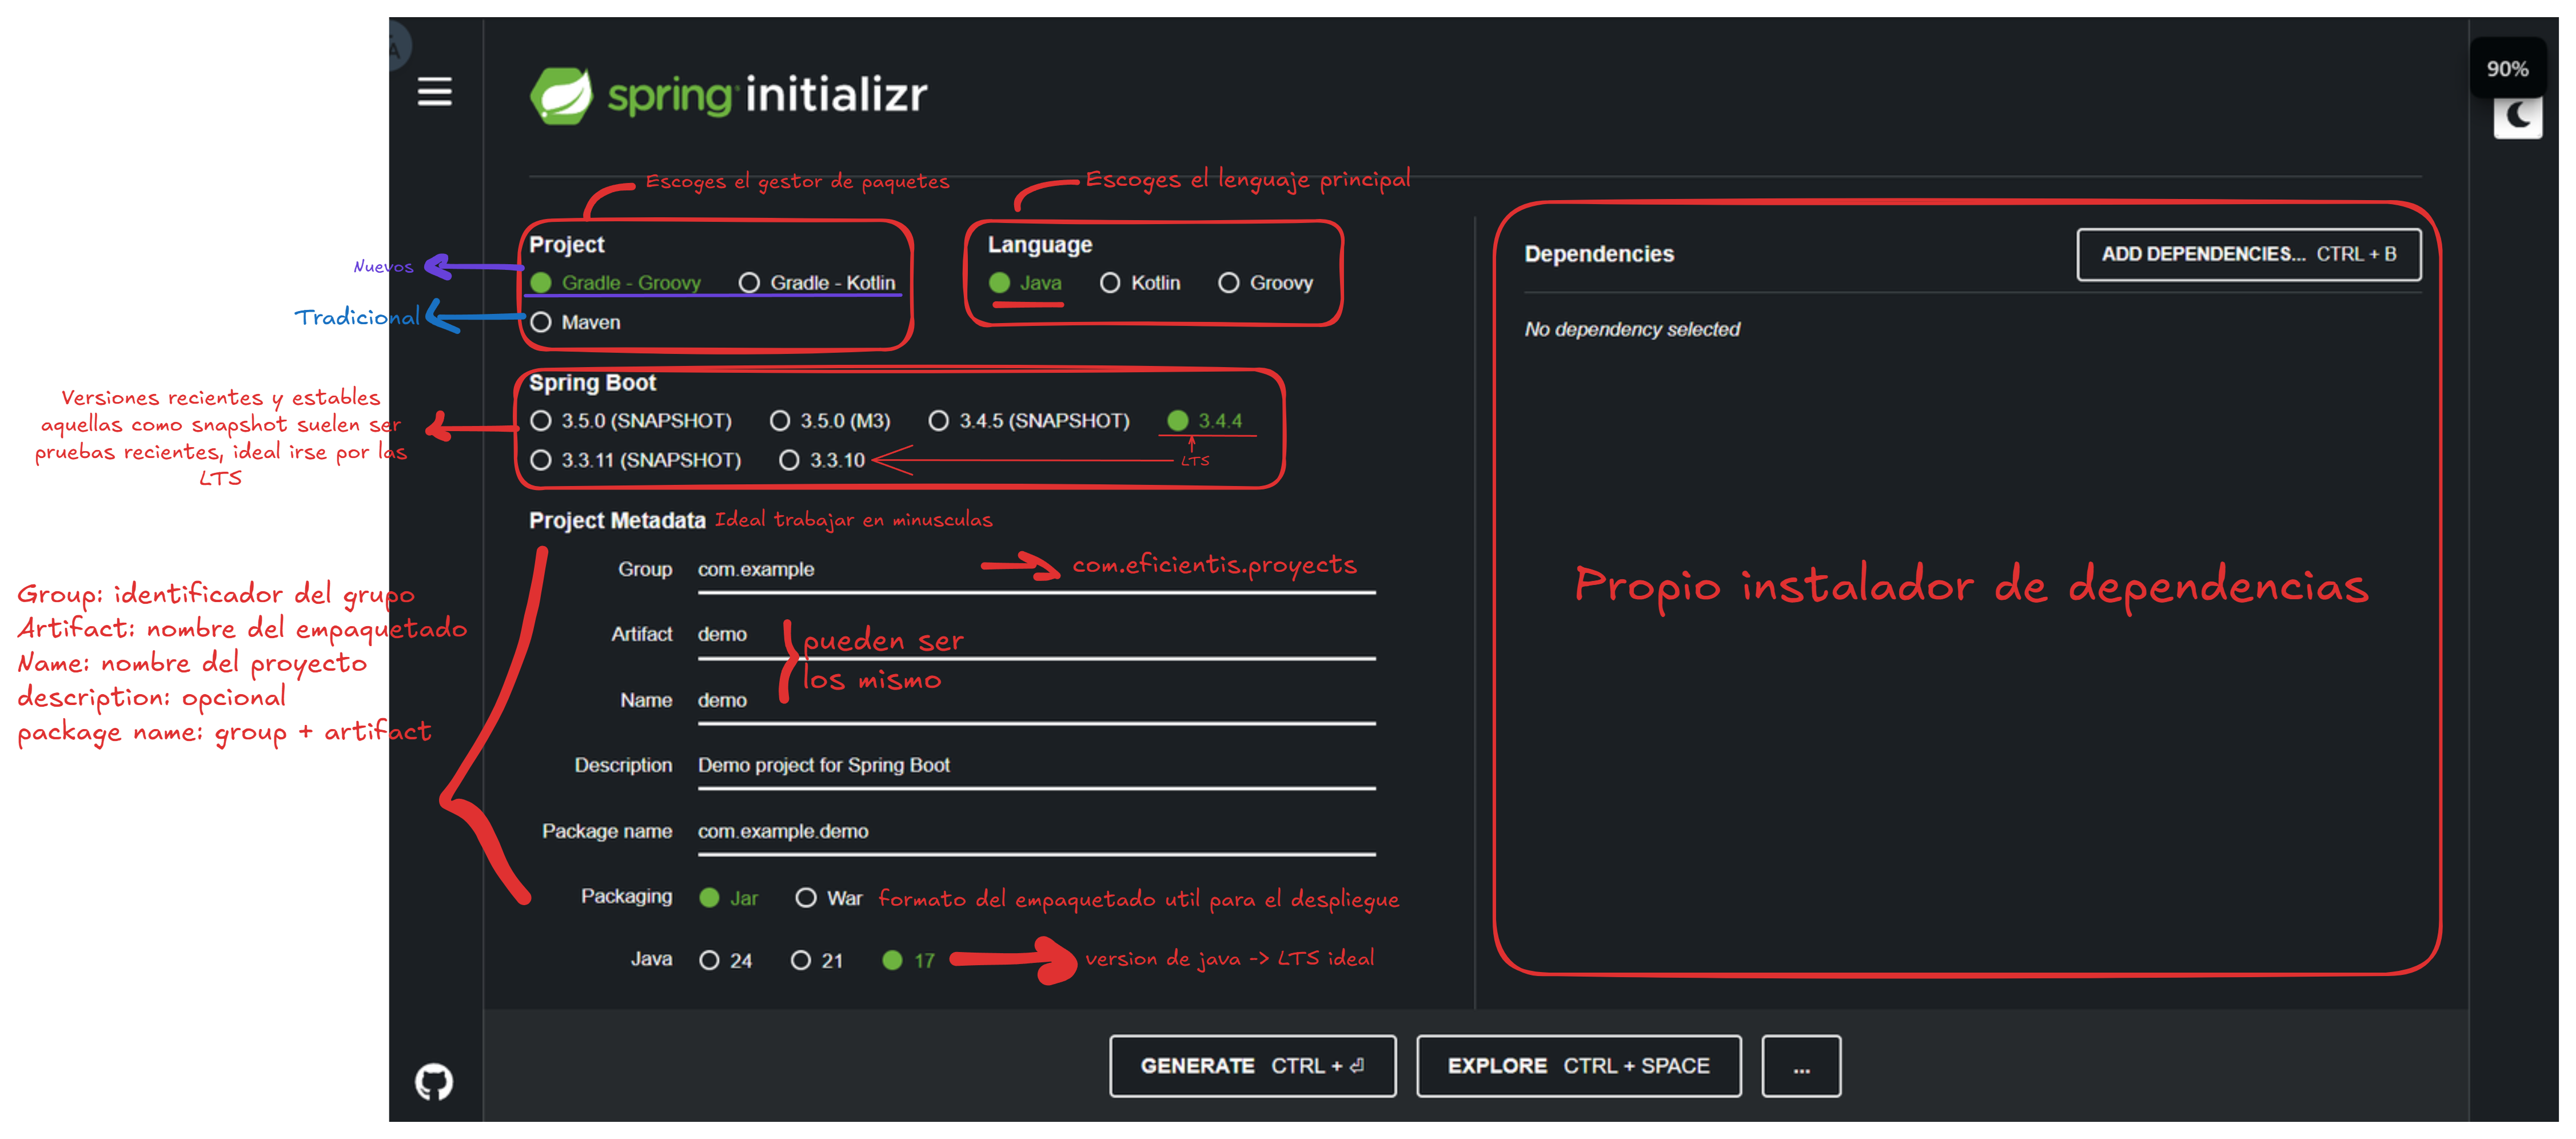 90%
spring initializr
Escoges el gestor de paquetes
Escoges el lenguaje principal
Project
Gradle - Groovy Gradle - Kotlin
Maven
Nuevos
Tradicional
Language
Java Kotlin Groovy
Dependencies
ADD DEPENDENCIES... CTRL + B
No dependency selected
Propio instalador de dependencias
Versiones recientes y estables
aquellas como snapshot suelen ser
pruebas recientes, ideal irse por las
LTS
Spring Boot
3.5.0 (SNAPSHOT) 3.5.0 (M3) 3.4.5 (SNAPSHOT) 3.4.4
3.3.11 (SNAPSHOT) 3.3.10 LTS
Project Metadata Ideal trabajar en minusculas
Group: identificador del grupo
Artifact: nombre del empaquetado
Name: nombre del proyecto
description: opcional
package name: group + artifact
Group com.example com.eficientis.proyects
Artifact demo
pueden ser
los mismo
Name demo
Description Demo project for Spring Boot
Package name com.example.demo
Packaging Jar War formato del empaquetado util para el despliegue
Java 24 21 17 version de java -> LTS ideal
GENERATE CTRL + ⏎ EXPLORE CTRL + SPACE ...